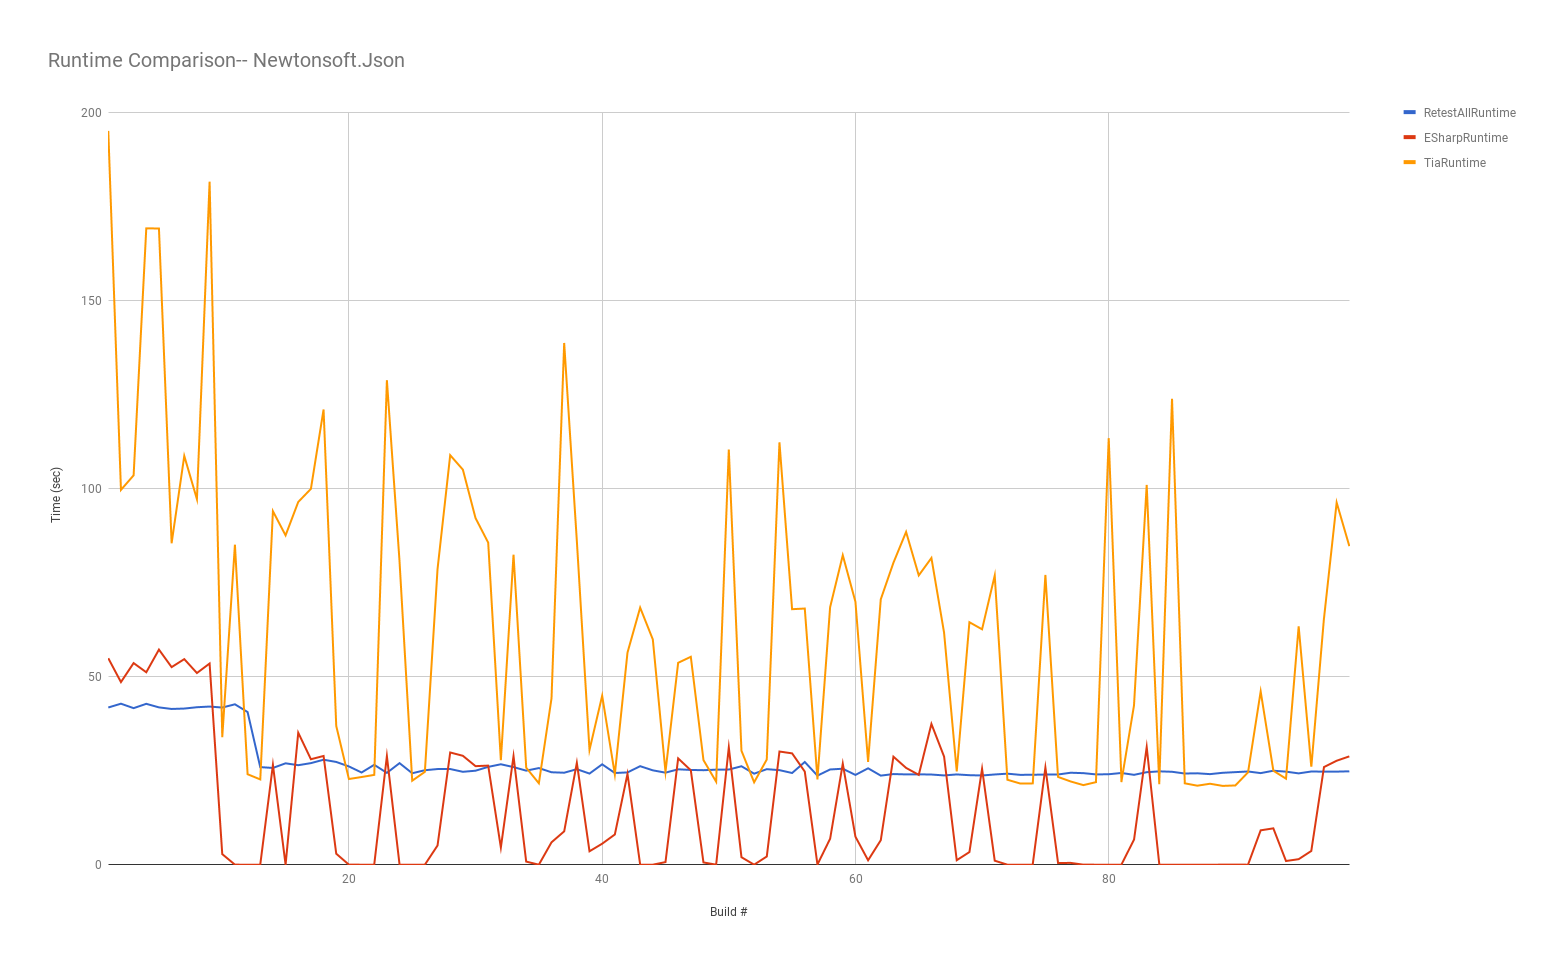 Runtime Comparison-- Newtonsoft.Json
RetestAllRuntime
ESharpRuntime
TiaRuntime
Time (sec)
200
150
100
50
0
20
40
60
80
Build #